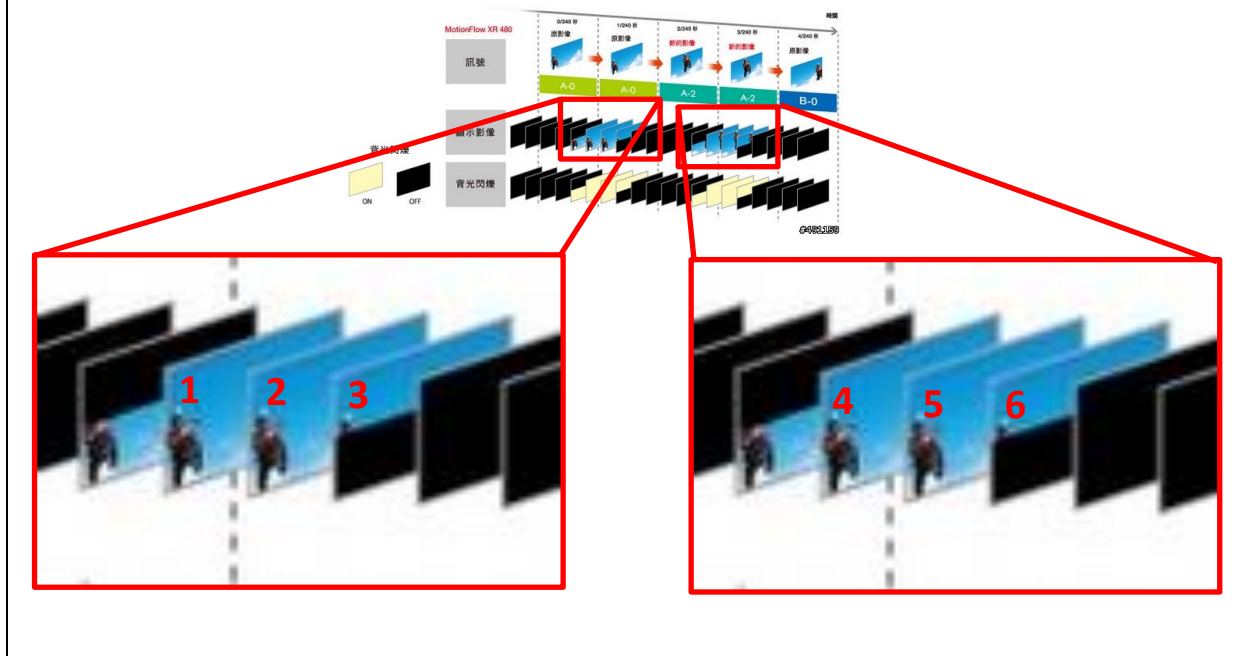 時間
0/240 秒
1/240 秒
2/240 秒
3/240 秒
4/240 秒
MotionFlow XR 480
原影像
原影像
新的影像
新的影像
原影像
訊號
A-0
A-0
A-2
A-2
B-0
顯示影像
背光閃爍
背光閃爍
ON
OFF
#461158
1
2
3
4
5
6